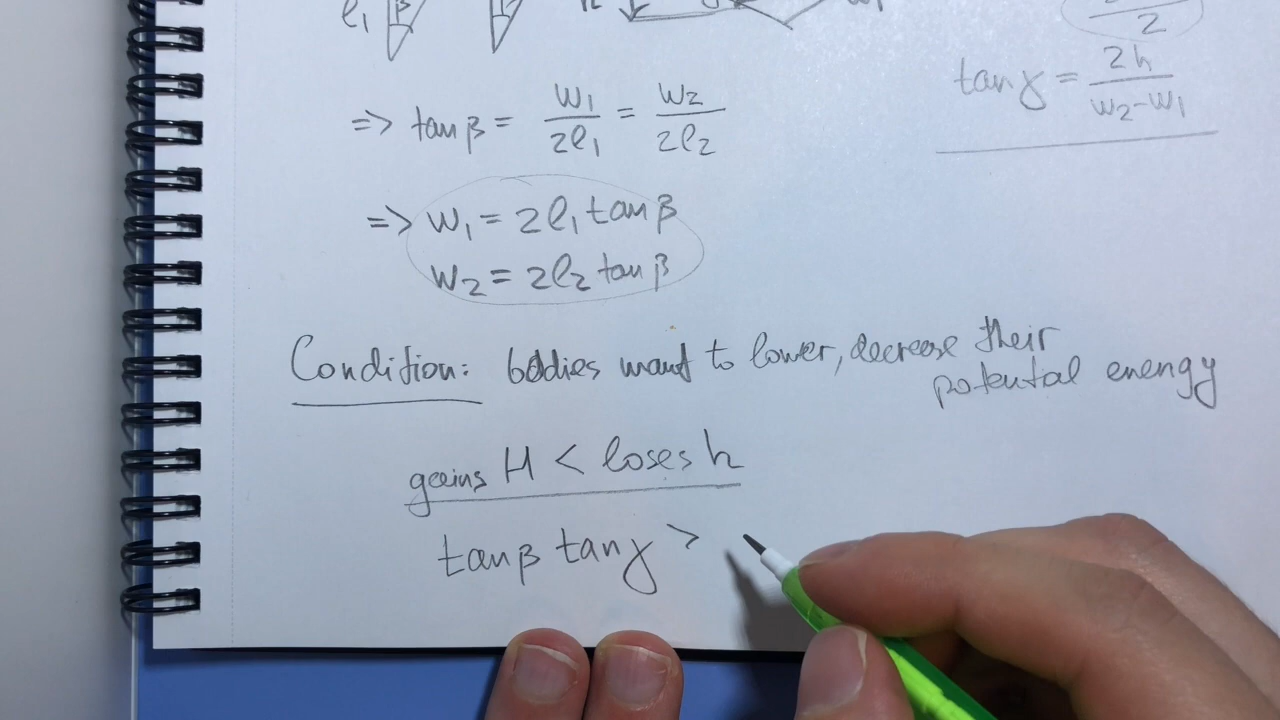 ℓ₁ β
tan γ = 2h / (w₂ - w₁)
=> tan β = w₁ / 2ℓ₁ = w₂ / 2ℓ₂
=> w₁ = 2ℓ₁ tan β
w₂ = 2ℓ₂ tan β
Condition: bodies want to lower, decrease their
potential energy
gains H < loses h
tan β tan γ >